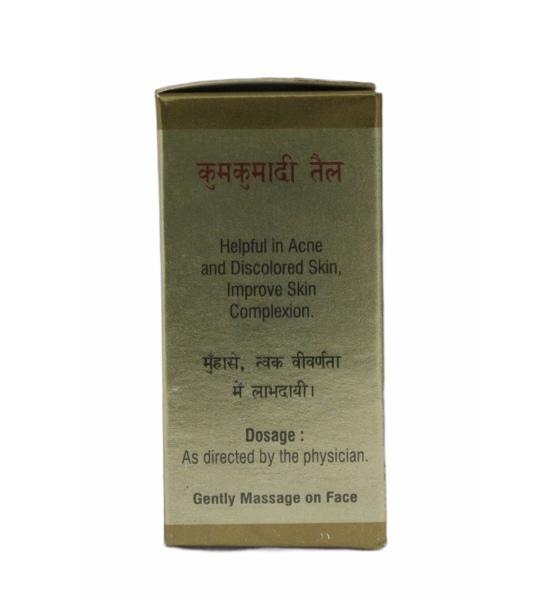 कुमकुमादी तैल
Helpful in Acne
and Discolored Skin,
Improve Skin
Complexion.
मुँहासे, त्वक वीवर्णता
में लाभदायी।
Dosage :
As directed by the physician.
Gently Massage on Face